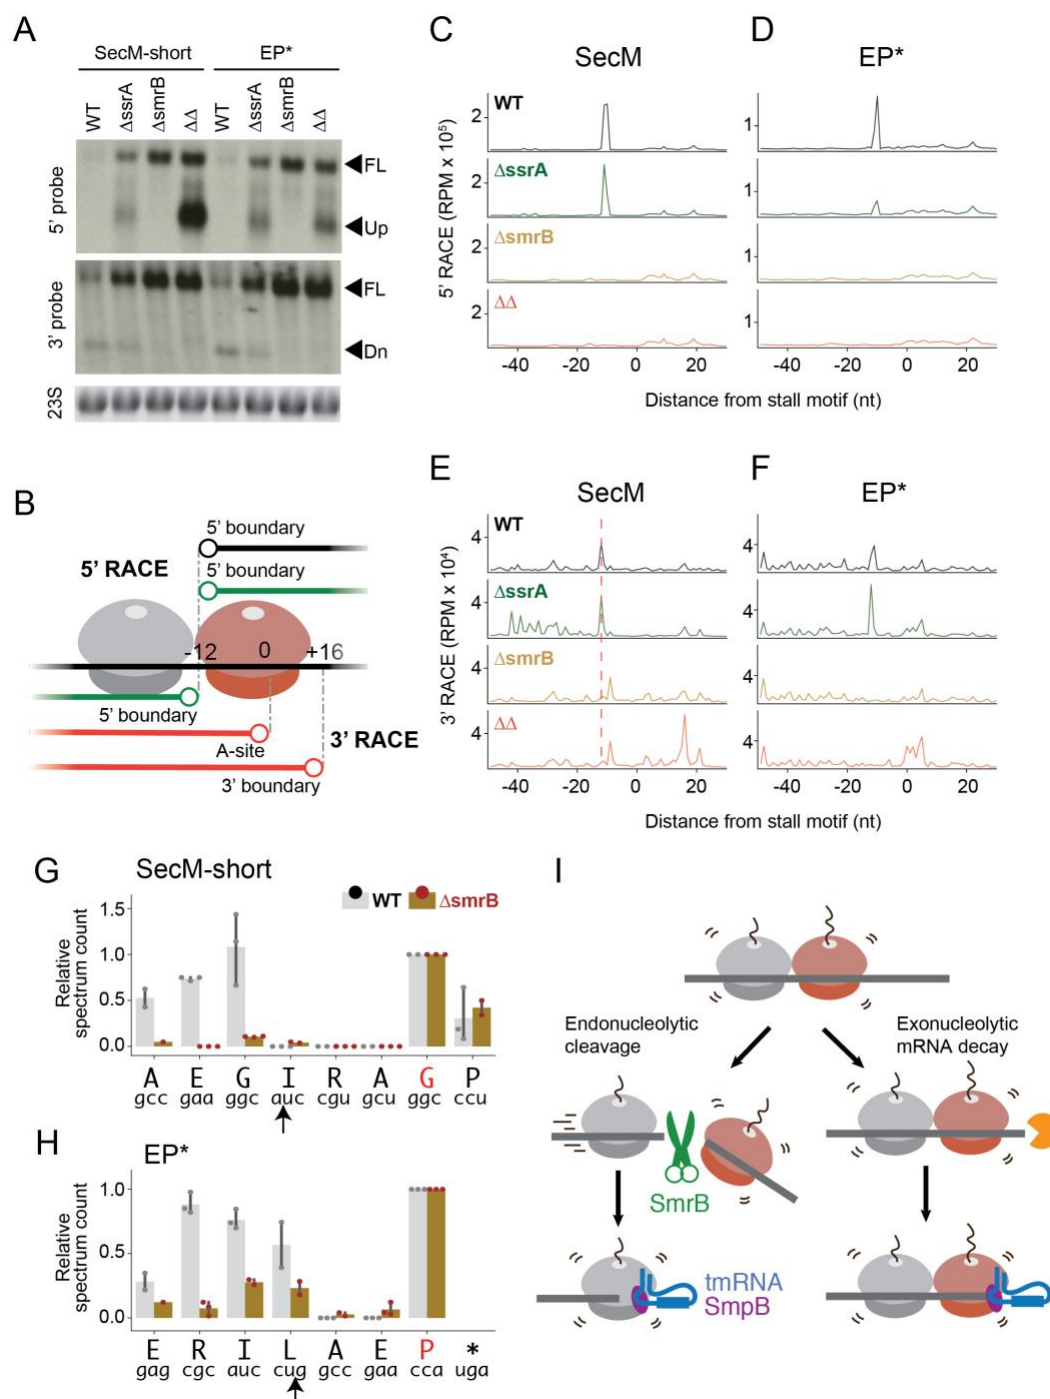 A
SecM-short EP*
WT ΔssrA ΔsmrB ΔΔ WT ΔssrA ΔsmrB ΔΔ
5' probe
FL
Up
3' probe
FL
Dn
23S
B
5' boundary
5' RACE
5' boundary
-12 0 +16
5' boundary
A-site
3' RACE
3' boundary
C
SecM
5' RACE (RPM x 10⁵)
WT
2
ΔssrA
2
ΔsmrB
2
ΔΔ
2
-40 -20 0 20
D
EP*
1
1
1
1
-40 -20 0 20
Distance from stall motif (nt)
E
SecM
3' RACE (RPM x 10⁴)
WT
4
ΔssrA
4
ΔsmrB
4
ΔΔ
4
-40 -20 0 20
F
EP*
4
4
4
4
-40 -20 0 20
Distance from stall motif (nt)
G
SecM-short
WT ΔsmrB
Relative
spectrum count
1.5
1.0
0.5
0.0
A E G I R A G P
gcc gaa ggc auc cgu gcu ggc ccu
H
EP*
Relative
spectrum count
1.0
0.5
0.0
E R I L A E P *
gag cgc auc cug gcc gaa cca uga
I
Endonucleolytic
cleavage
Exonucleolytic
mRNA decay
SmrB
tmRNA
SmpB